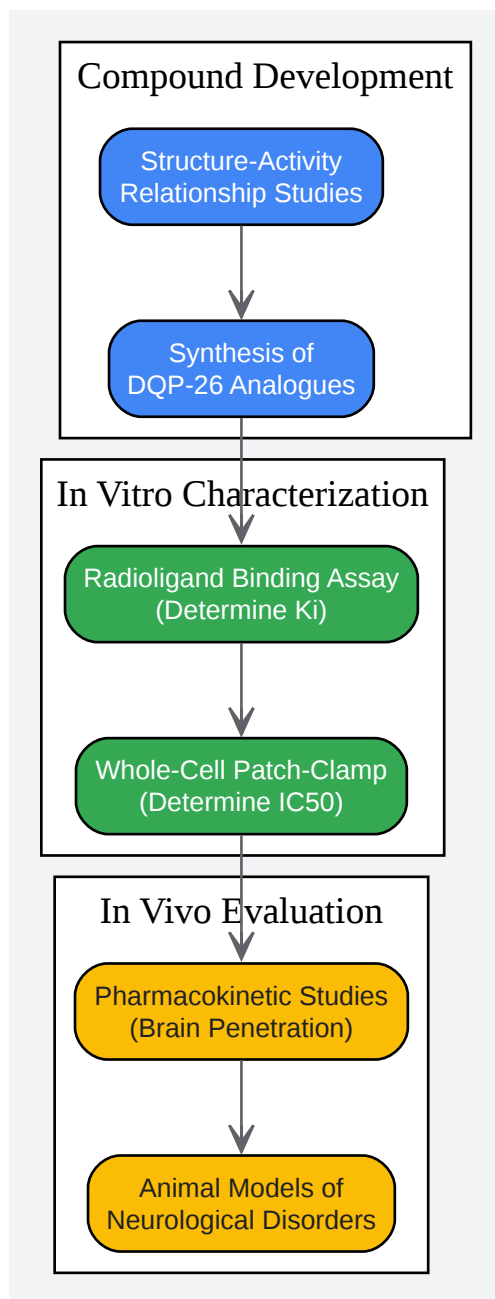 Compound Development
Structure-Activity
Relationship Studies
Synthesis of
DQP-26 Analogues
In Vitro Characterization
Radioligand Binding Assay
(Determine Ki)
Whole-Cell Patch-Clamp
(Determine IC50)
In Vivo Evaluation
Pharmacokinetic Studies
(Brain Penetration)
Animal Models of
Neurological Disorders